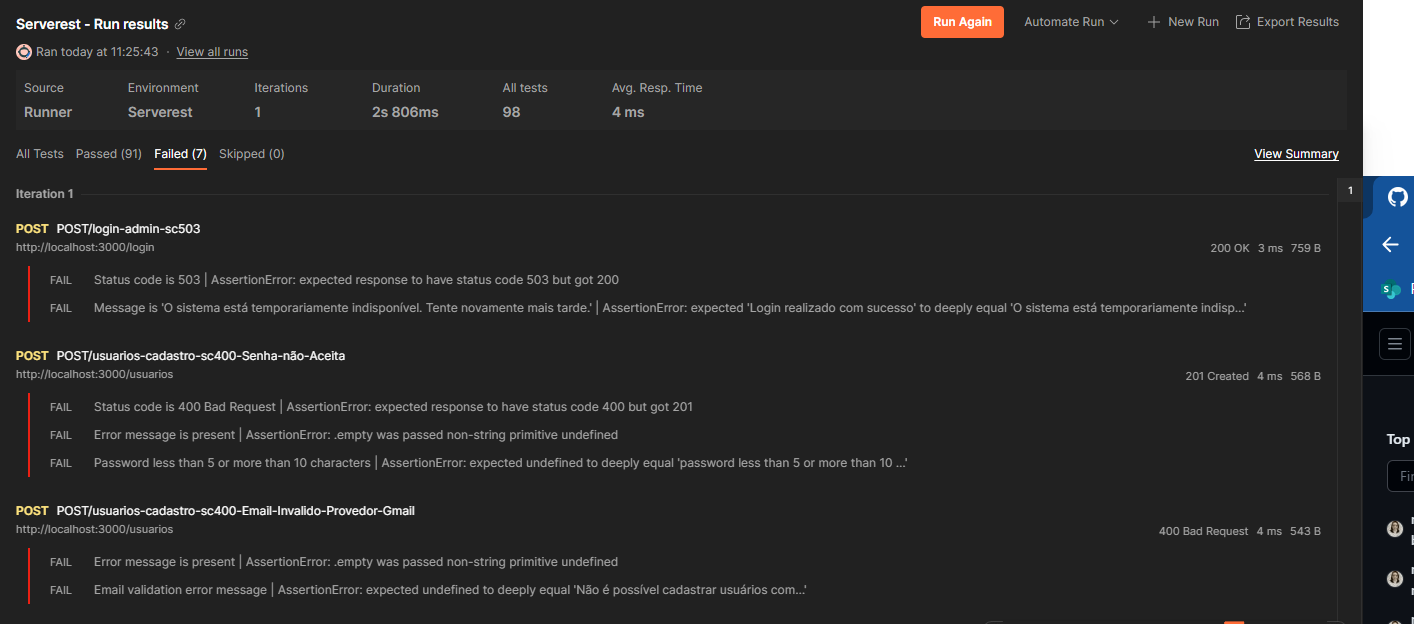 Serverest - Run results
Run Again
Automate Run
New Run
Export Results
Ran today at 11:25:43 · View all runs
Source Environment Iterations Duration All tests Avg. Resp. Time
Runner Serverest 1 2s 806ms 98 4 ms
All Tests Passed (91) Failed (7) Skipped (0) View Summary
Iteration 1
1
POST POST/login-admin-sc503
http://localhost:3000/login 200 OK 3 ms 759 B
FAIL Status code is 503 | AssertionError: expected response to have status code 503 but got 200
FAIL Message is 'O sistema está temporariamente indisponível. Tente novamente mais tarde.' | AssertionError: expected 'Login realizado com sucesso' to deeply equal 'O sistema está temporariamente indisp...'
POST POST/usuarios-cadastro-sc400-Senha-não-Aceita
http://localhost:3000/usuarios 201 Created 4 ms 568 B
FAIL Status code is 400 Bad Request | AssertionError: expected response to have status code 400 but got 201
FAIL Error message is present | AssertionError: .empty was passed non-string primitive undefined
FAIL Password less than 5 or more than 10 characters | AssertionError: expected undefined to deeply equal 'password less than 5 or more than 10 ...'
POST POST/usuarios-cadastro-sc400-Email-Invalido-Provedor-Gmail
http://localhost:3000/usuarios 400 Bad Request 4 ms 543 B
FAIL Error message is present | AssertionError: .empty was passed non-string primitive undefined
FAIL Email validation error message | AssertionError: expected undefined to deeply equal 'Não é possível cadastrar usuários com...'
Top